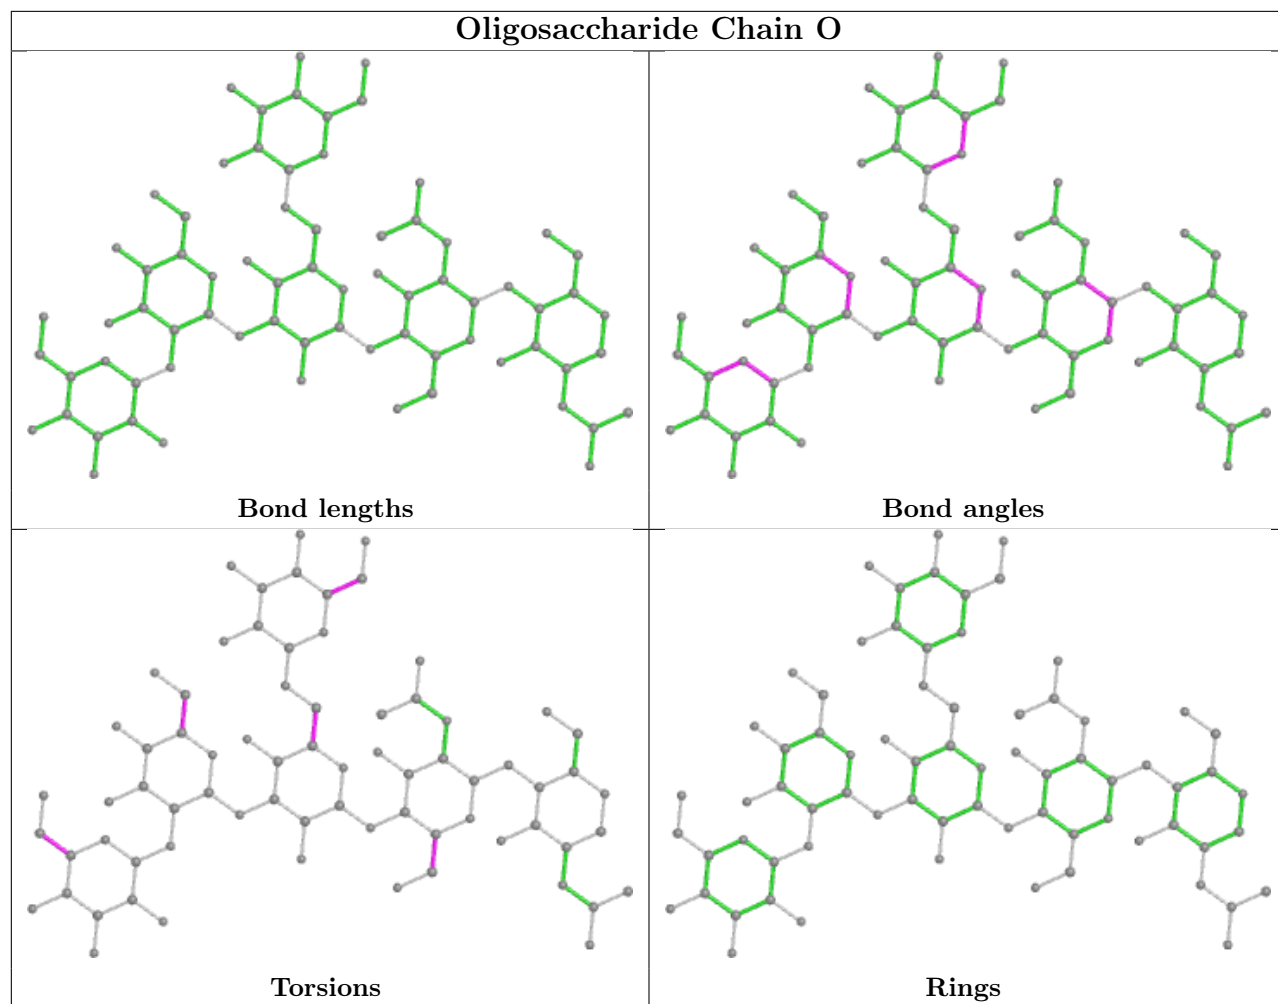 Oligosaccharide Chain O
Bond lengths
Bond angles
Torsions
Rings